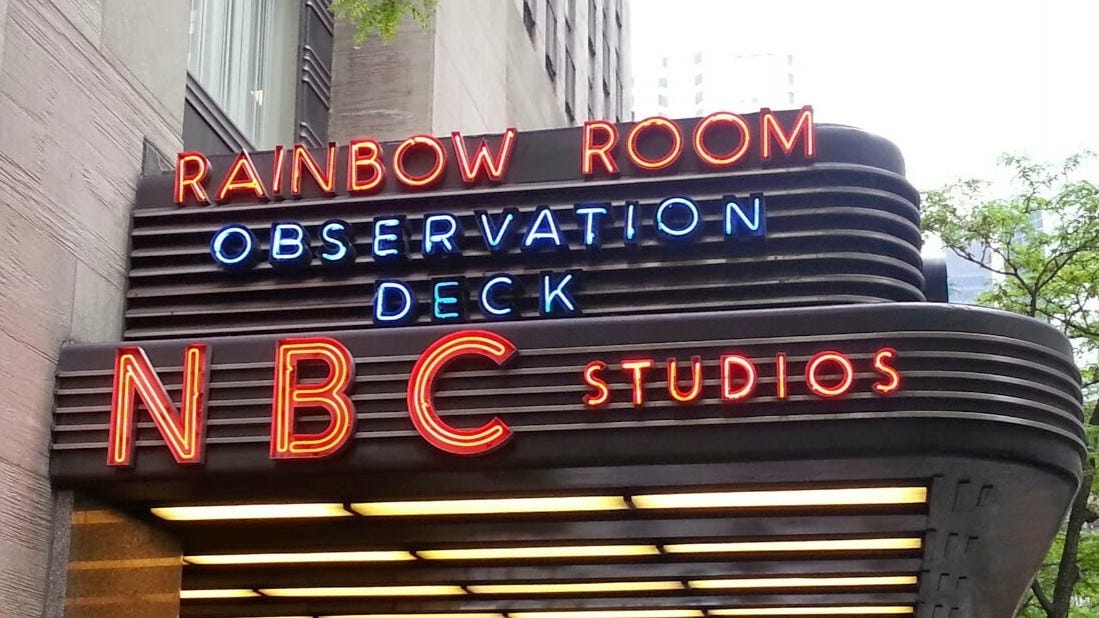 RAINBOW ROOM
OBSERVATION
DECK
NBC STUDIOS